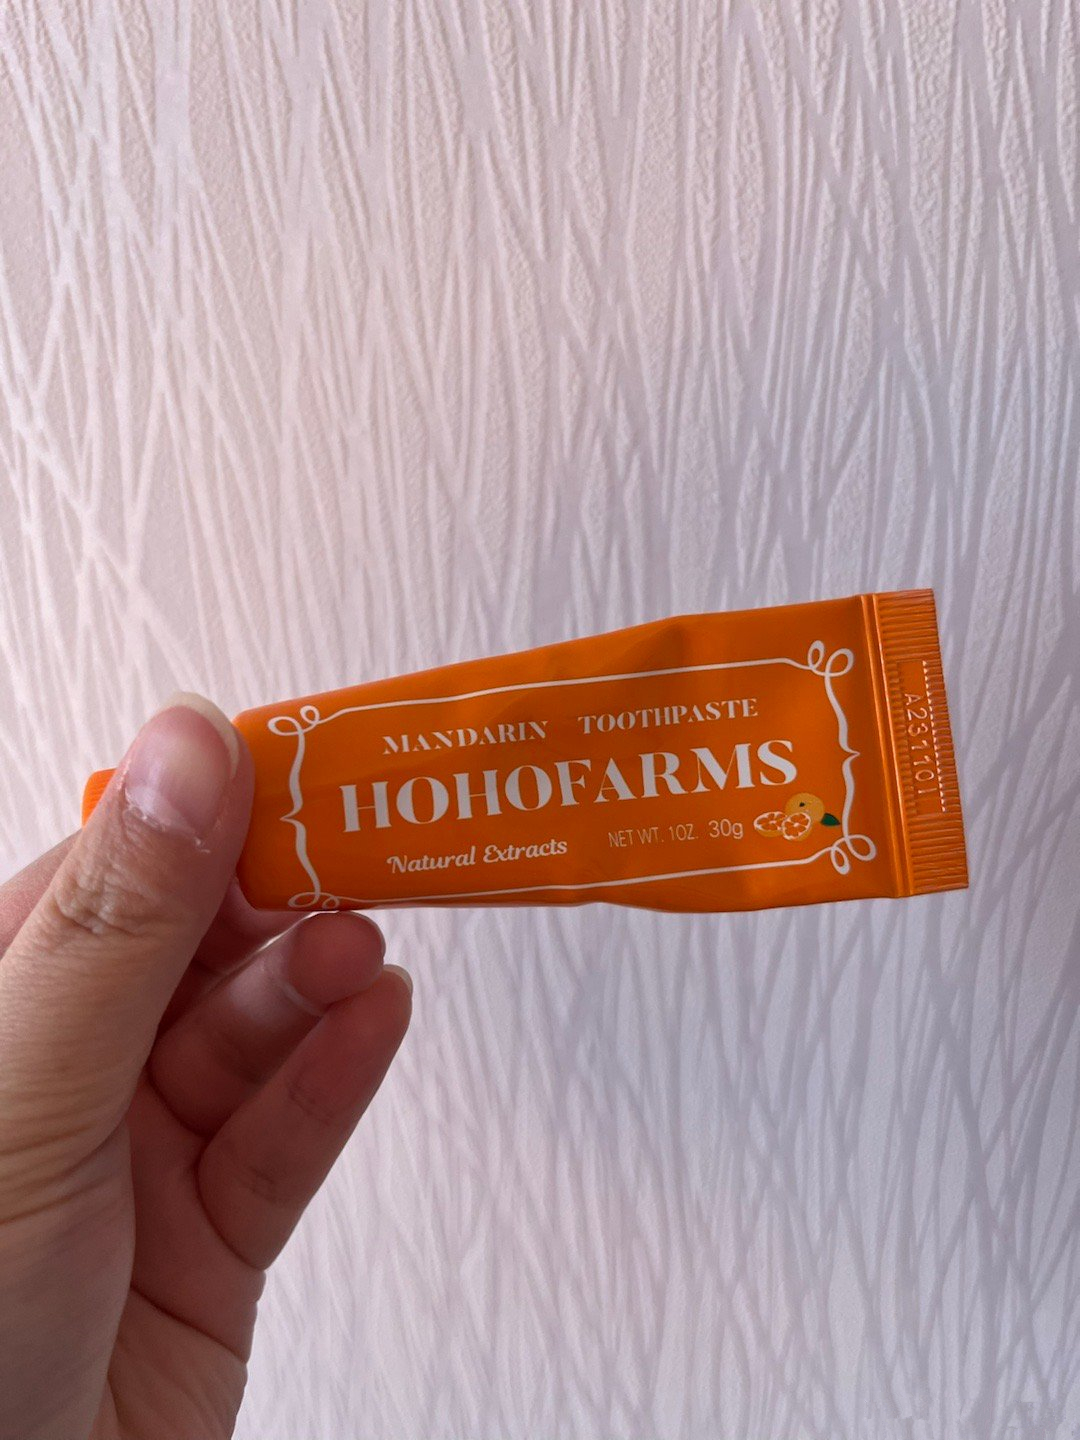 MANDARIN TOOTHPASTE
HOHOFARMS
Natural Extracts
NET WT. 1OZ. 30g
A231101